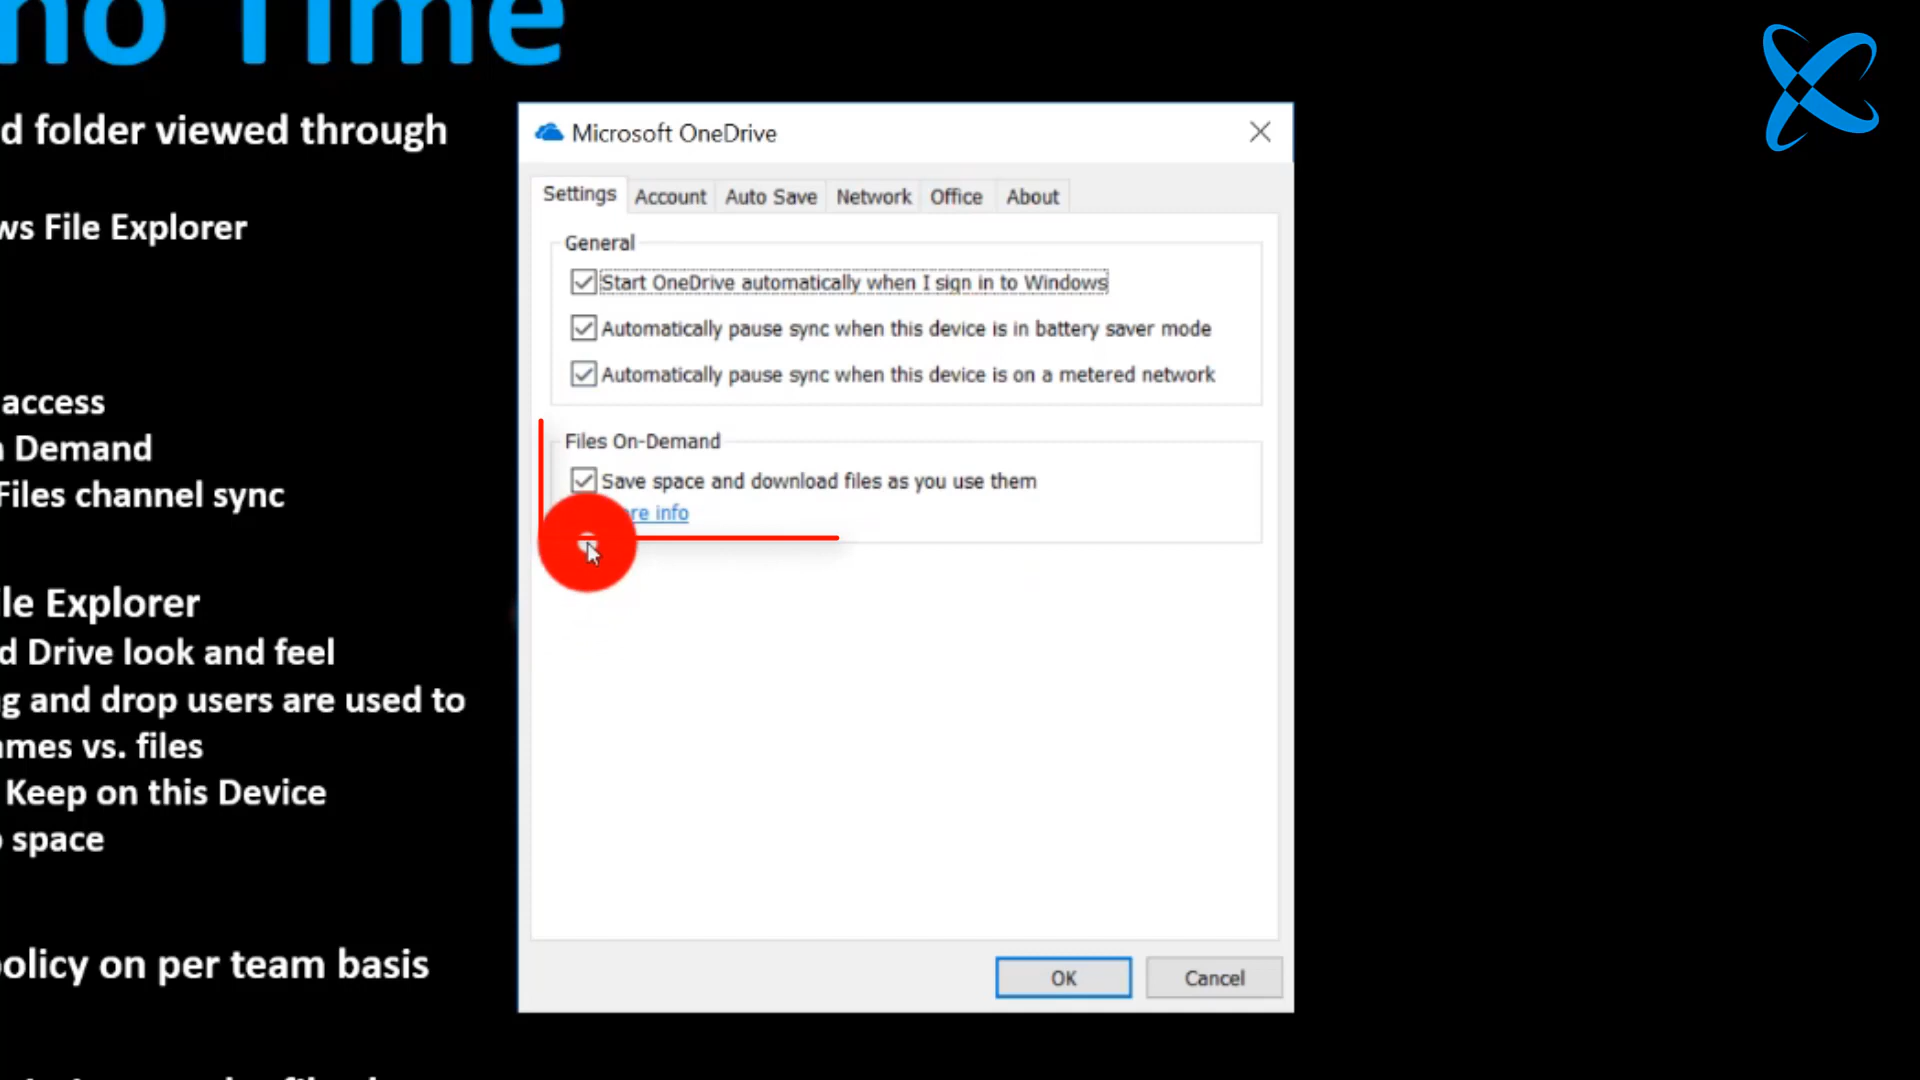 no Time
d folder viewed through
ws File Explorer
access
Demand
Files channel sync
le Explorer
d Drive look and feel
g and drop users are used to
ames vs. files
Keep on this Device
space
policy on per team basis
Microsoft OneDrive
Settings Account Auto Save Network Office About
General
Start OneDrive automatically when I sign in to Windows
Automatically pause sync when this device is in battery saver mode
Automatically pause sync when this device is on a metered network
Files On-Demand
Save space and download files as you use them
re info
OK Cancel